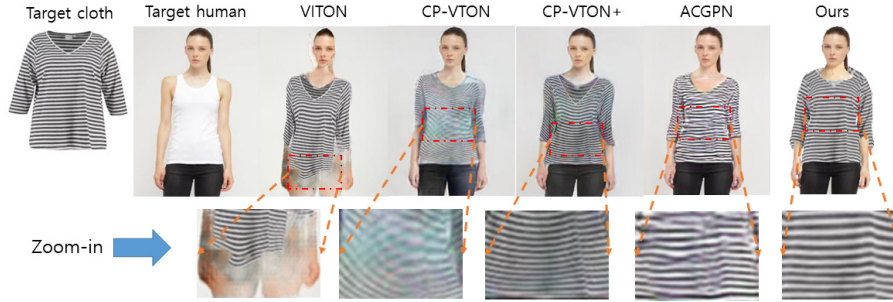 Target cloth
Target human
VITON
CP-VTON
CP-VTON+
ACGPN
Ours
Zoom-in